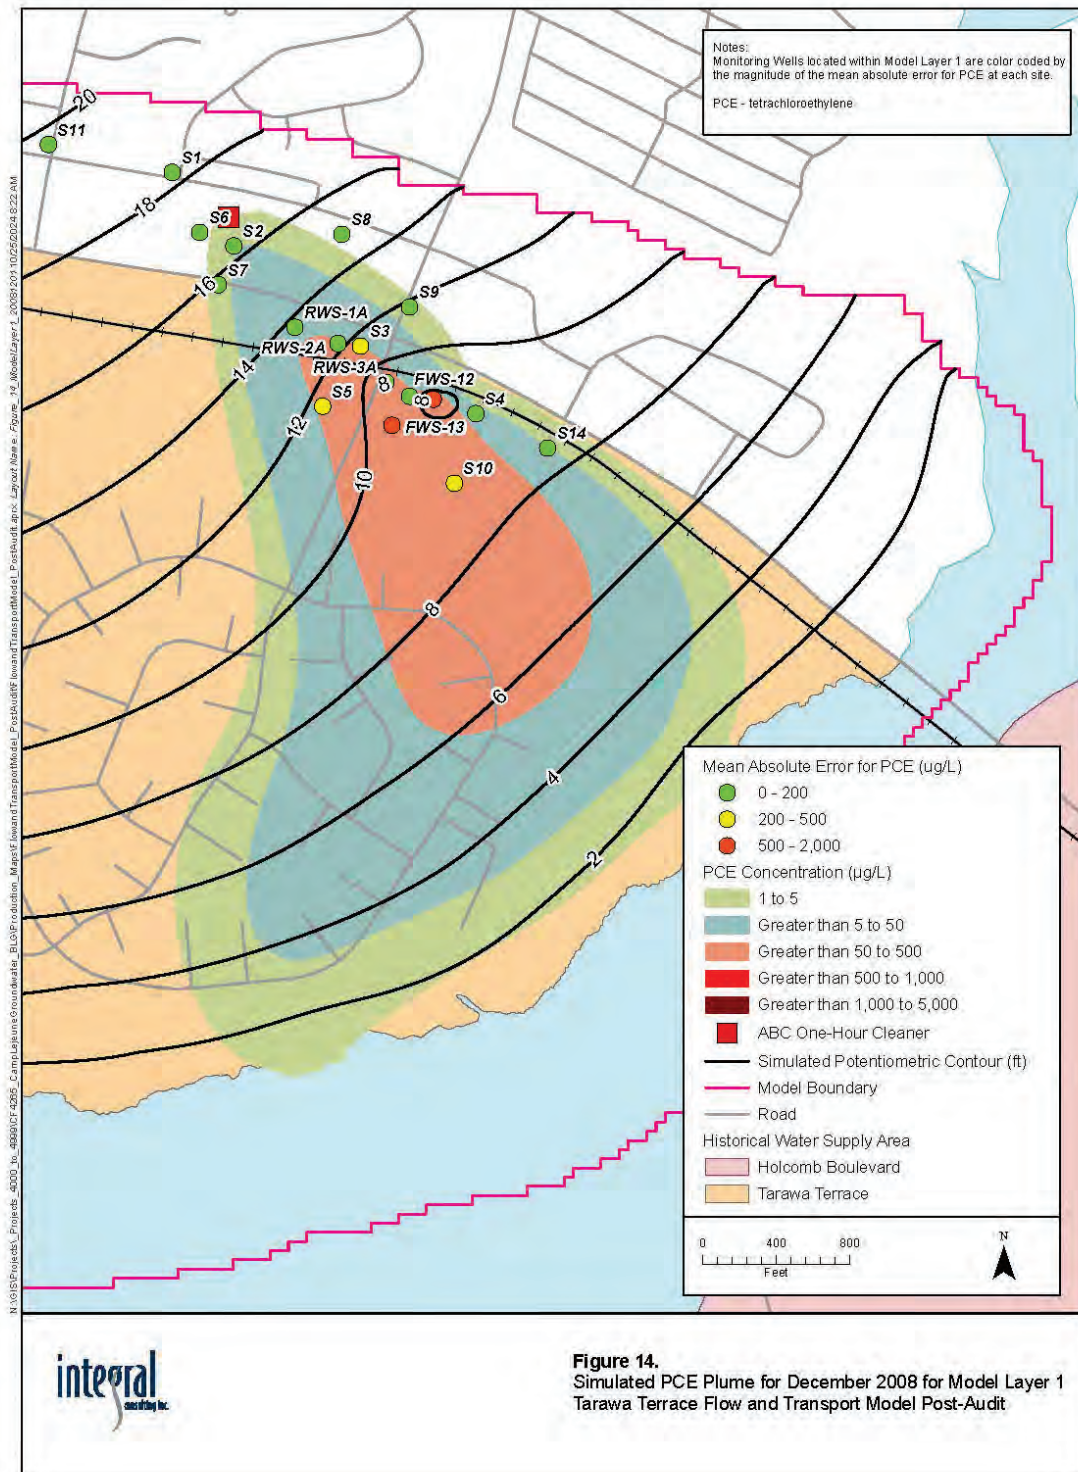 Notes:
Monitoring Wells located within Model Layer 1 are color coded by
the magnitude of the mean absolute error for PCE at each site.
PCE - tetrachloroethylene
20
S11
S1
18
S6
S2
S8
S7
16
S9
RWS-1A
S3
RWS-2A
14
RWS-3A
8
FWS-12
8
S5
S4
12
FWS-13
S14
10
S10
8
6
4
2
Mean Absolute Error for PCE (ug/L)
0 - 200
200 - 500
500 - 2,000
PCE Concentration (µg/L)
1 to 5
Greater than 5 to 50
Greater than 50 to 500
Greater than 500 to 1,000
Greater than 1,000 to 5,000
ABC One-Hour Cleaner
Simulated Potentiometric Contour (ft)
Model Boundary
Road
Historical Water Supply Area
Holcomb Boulevard
Tarawa Terrace
0 400 800
Feet
N
integral
consulting inc.
Figure 14.
Simulated PCE Plume for December 2008 for Model Layer 1
Tarawa Terrace Flow and Transport Model Post-Audit